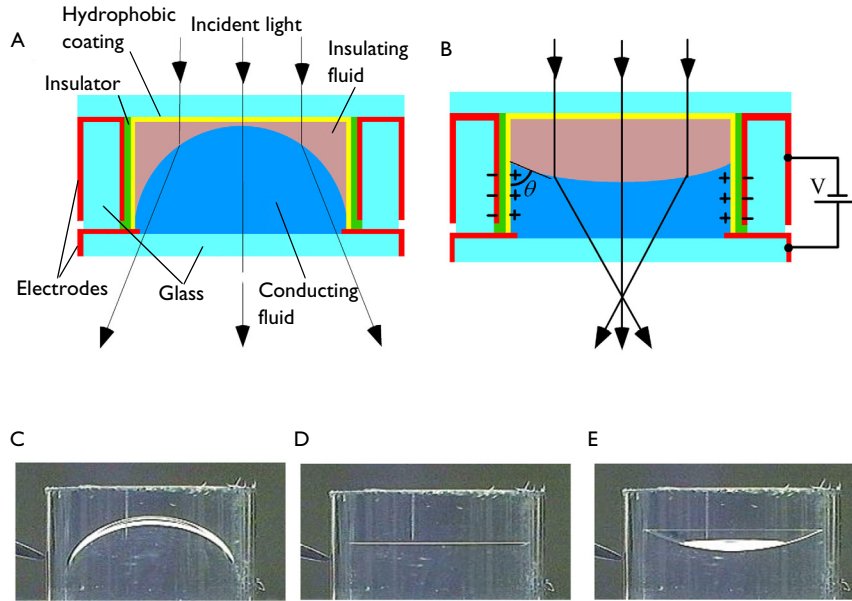 A
Hydrophobic
coating
Incident light
Insulating
fluid
Insulator
Electrodes
Glass
Conducting
fluid
B
θ
V
C
D
E